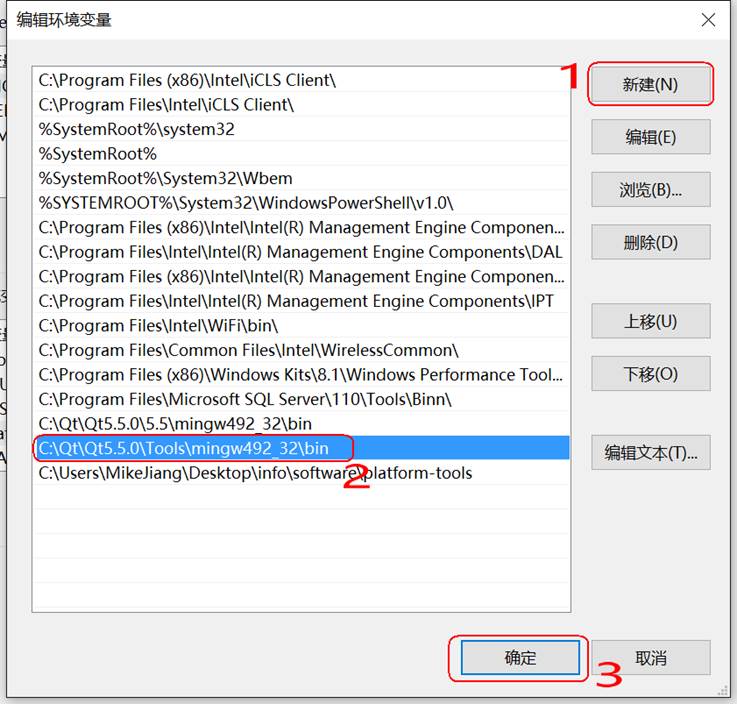 编辑环境变量
C:\Program Files (x86)\Intel\iCLS Client\
C:\Program Files\Intel\iCLS Client\
%SystemRoot%\system32
%SystemRoot%
%SystemRoot%\System32\Wbem
%SYSTEMROOT%\System32\WindowsPowerShell\v1.0\
C:\Program Files (x86)\Intel\Intel(R) Management Engine Componen...
C:\Program Files\Intel\Intel(R) Management Engine Components\DAL
C:\Program Files (x86)\Intel\Intel(R) Management Engine Componen...
C:\Program Files\Intel\Intel(R) Management Engine Components\IPT
C:\Program Files\Intel\WiFi\bin\
C:\Program Files\Common Files\Intel\WirelessCommon\
C:\Program Files (x86)\Windows Kits\8.1\Windows Performance Tool...
C:\Program Files\Microsoft SQL Server\110\Tools\Binn\
C:\Qt\Qt5.5.0\5.5\mingw492_32\bin
C:\Qt\Qt5.5.0\Tools\mingw492_32\bin
2
C:\Users\MikeJiang\Desktop\info\software\platform-tools
1
新建(N)
编辑(E)
浏览(B)...
删除(D)
上移(U)
下移(O)
编辑文本(T)...
确定
3
取消